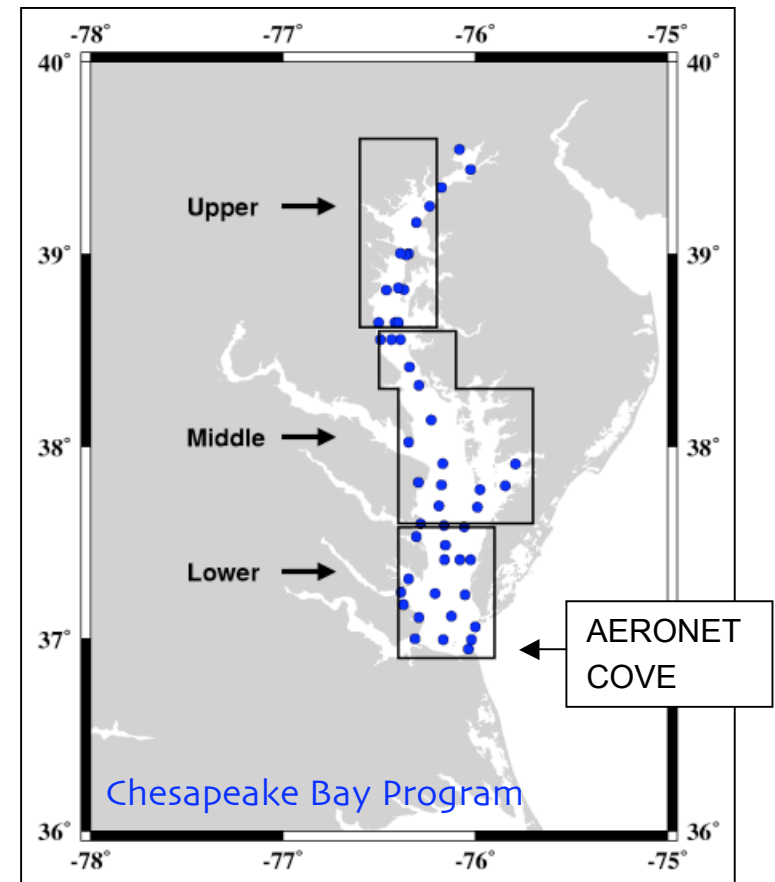 -78° -77° -76° -75°
40° 40°
Upper
39° 39°
Middle
38° 38°
Lower
AERONET
COVE
37° 37°
Chesapeake Bay Program
36° 36°
-78° -77° -76° -75°